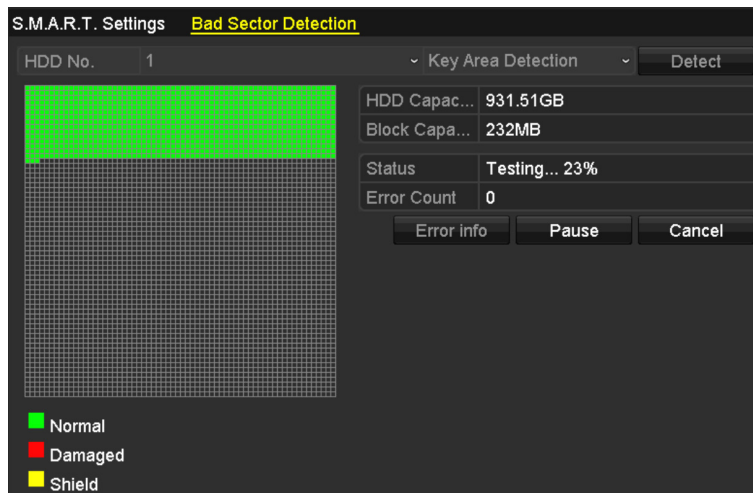 S.M.A.R.T. Settings Bad Sector Detection
HDD No. 1 Key Area Detection Detect
HDD Capac... 931.51GB
Block Capa... 232MB
Status Testing... 23%
Error Count 0
Error info Pause Cancel
Normal
Damaged
Shield